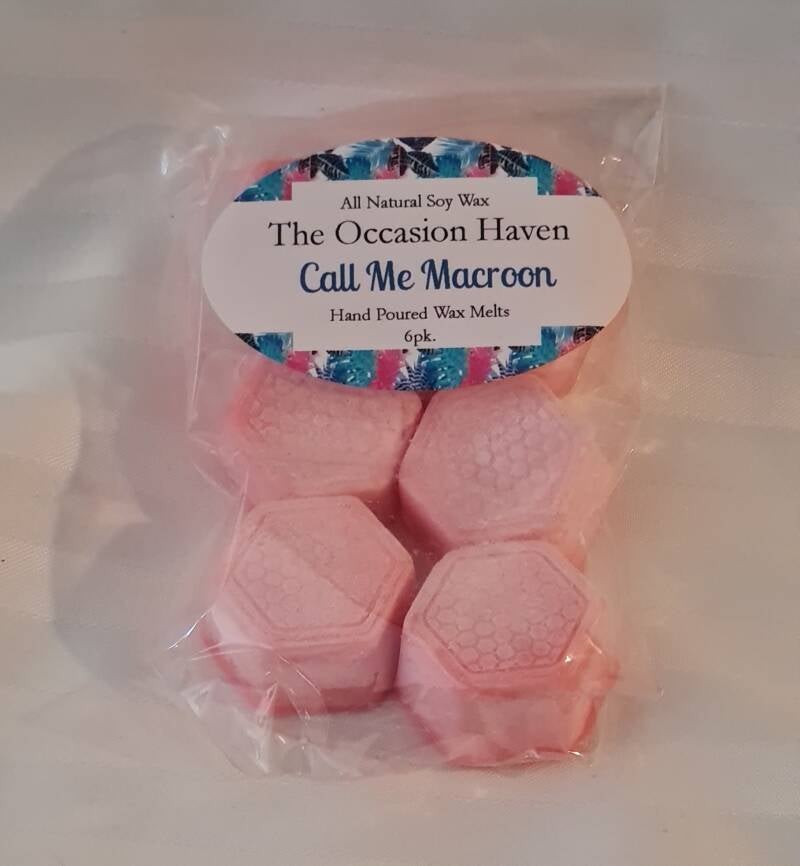 All Natural Soy Wax
The Occasion Haven
Call Me Macroon
Hand Poured Wax Melts
6pk.